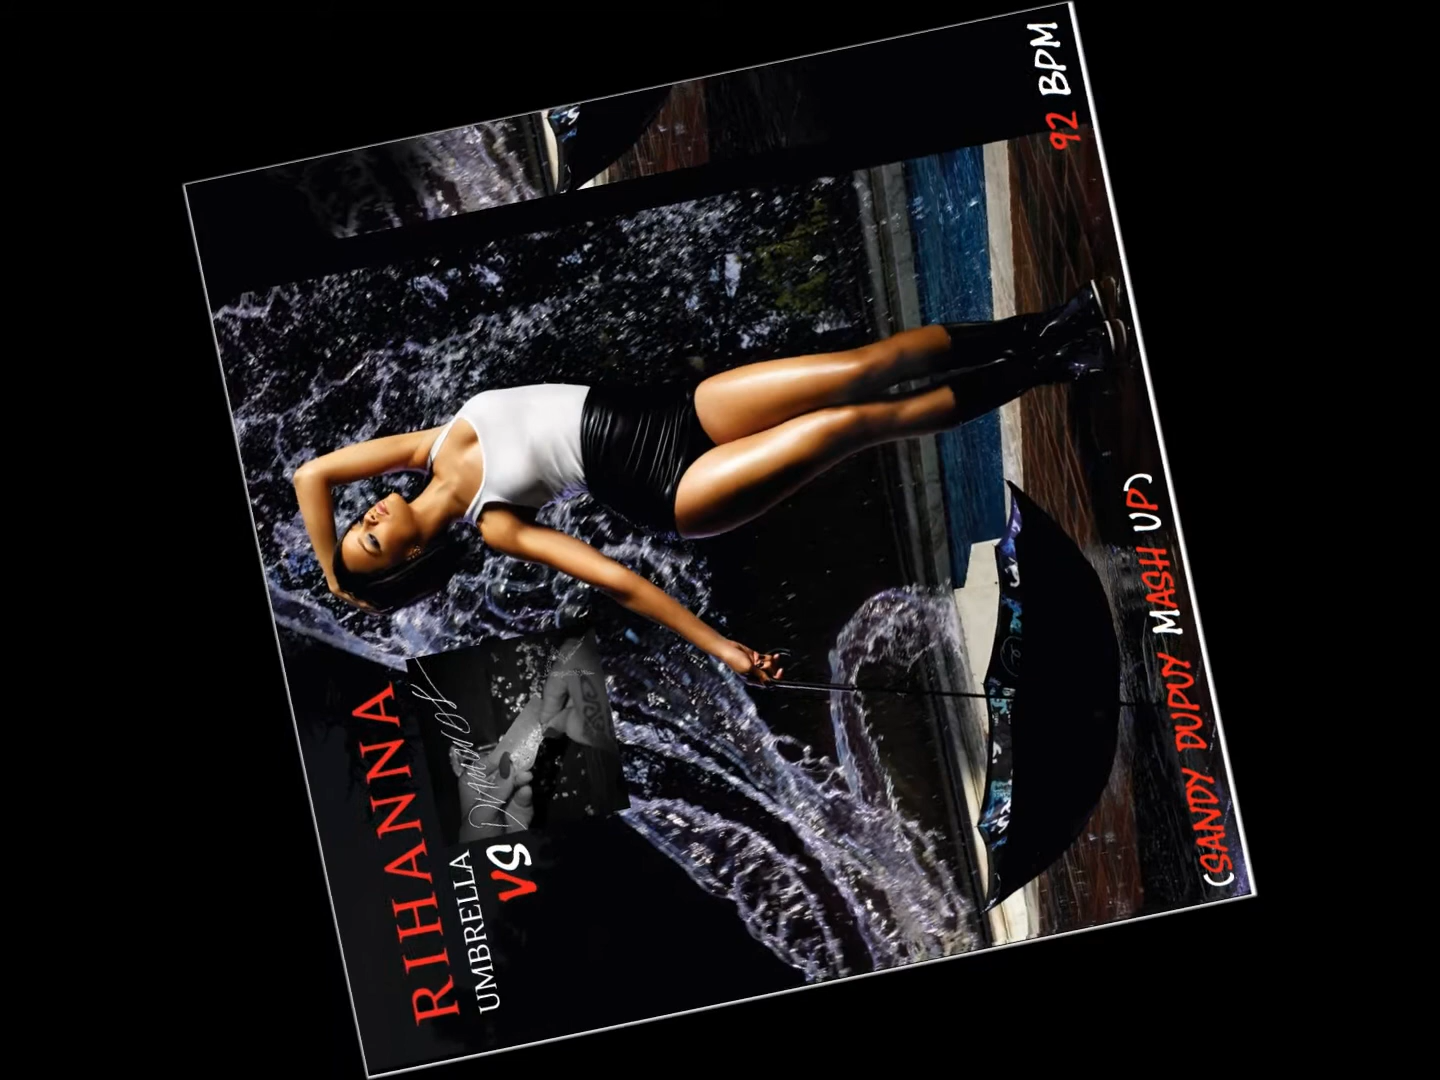 RIHANNA
UMBRELLA
VS
DIAMONDS
(SANDY DUPUY MASH UP)
92 BPM